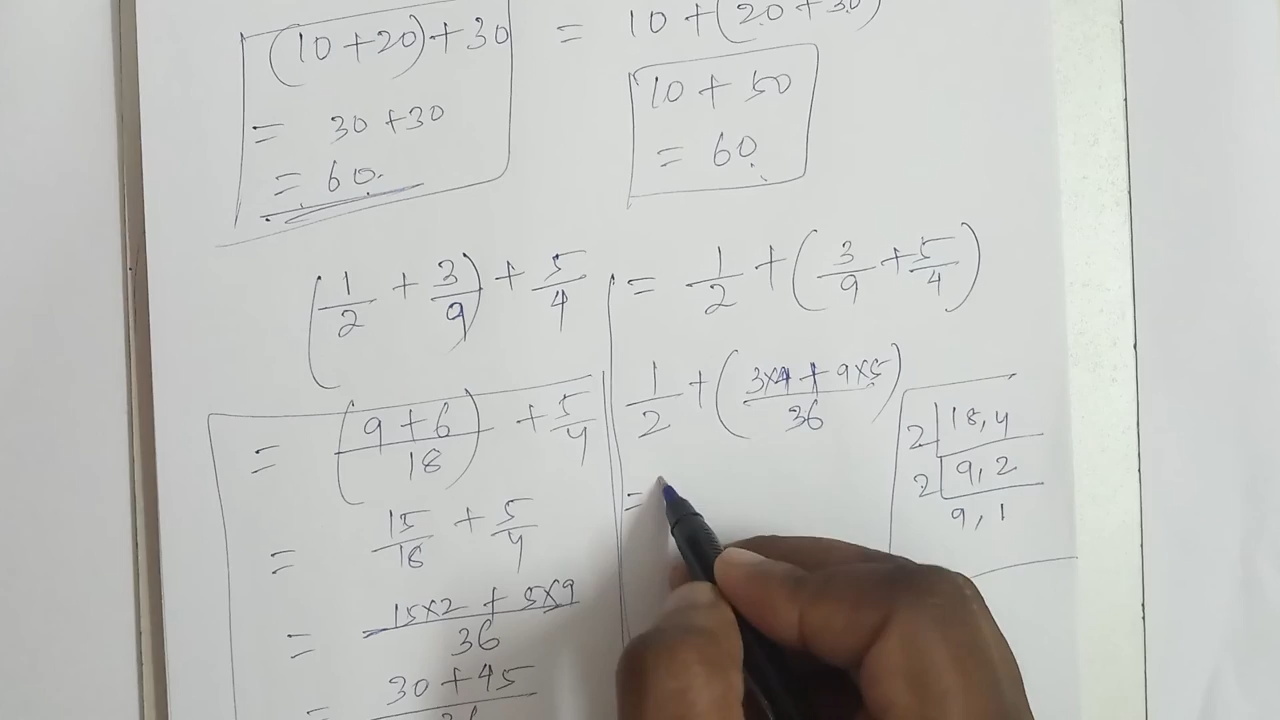 (10+20)+30 = 10+(20+30)
= 30+30
= 60.
10 + 50
= 60.
(1/2 + 3/9) + 5/4 = 1/2 + (3/9 + 5/4)
= (9+6/18) + 5/4
= 15/18 + 5/4
= 15×2 + 5×9/36
= 30+45
1/2 + (3×4 + 9×5/36)
=
2 | 18, 4
2 | 9, 2
9, 1